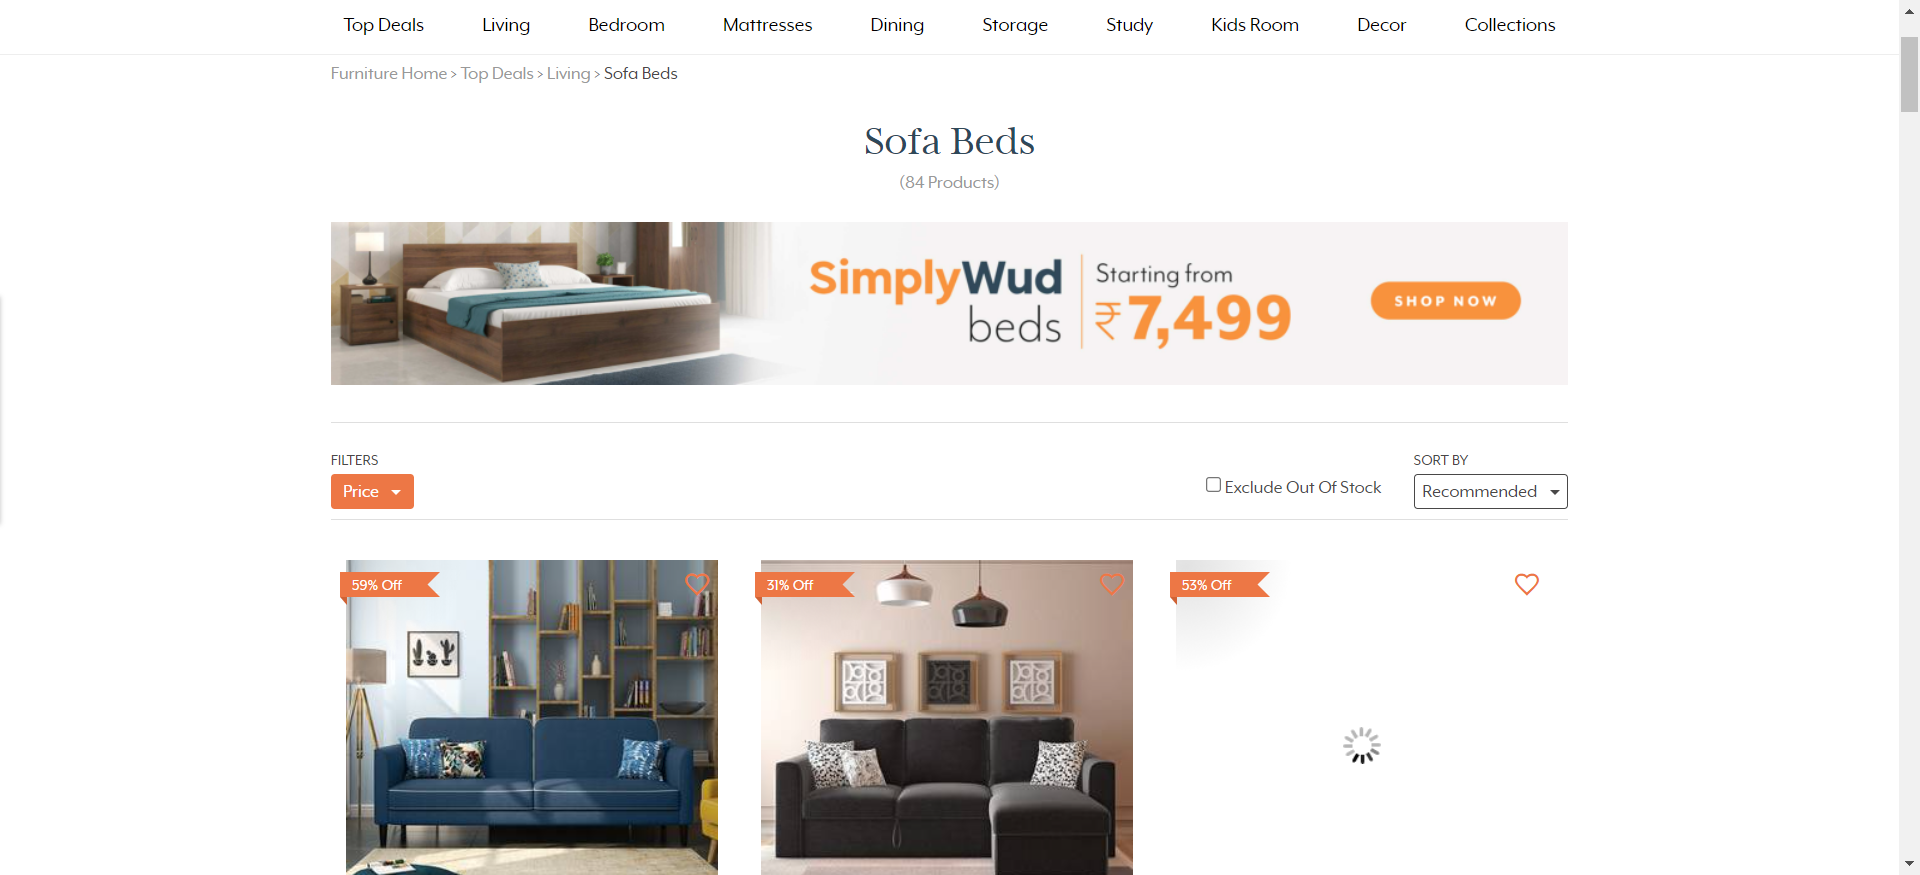 Top Deals Living Bedroom Mattresses Dining Storage Study Kids Room Decor Collections
Furniture Home > Top Deals > Living > Sofa Beds
Sofa Beds
(84 Products)
SimplyWud
beds
Starting from
₹7,499
SHOP NOW
FILTERS
Price
Exclude Out Of Stock
SORT BY
Recommended
59% Off
31% Off
53% Off